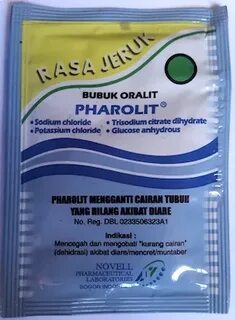 RASA JERUK
BUBUK ORALIT
PHAROLIT®
• Sodium chloride • Trisodium citrate dihydrate
• Potassium chloride • Glucose anhydrous
PHAROLIT MENGGANTI CAIRAN TUBUH
YANG HILANG AKIBAT DIARE
No. Reg. DBL 0233506323A1
Indikasi :
Mencegah dan mengobati "kurang cairan"
(dehidrasi) akibat diare/mencret/muntaber
NOVELL
PHARMACEUTICAL
LABORATORIES
BOGOR INDONESIA